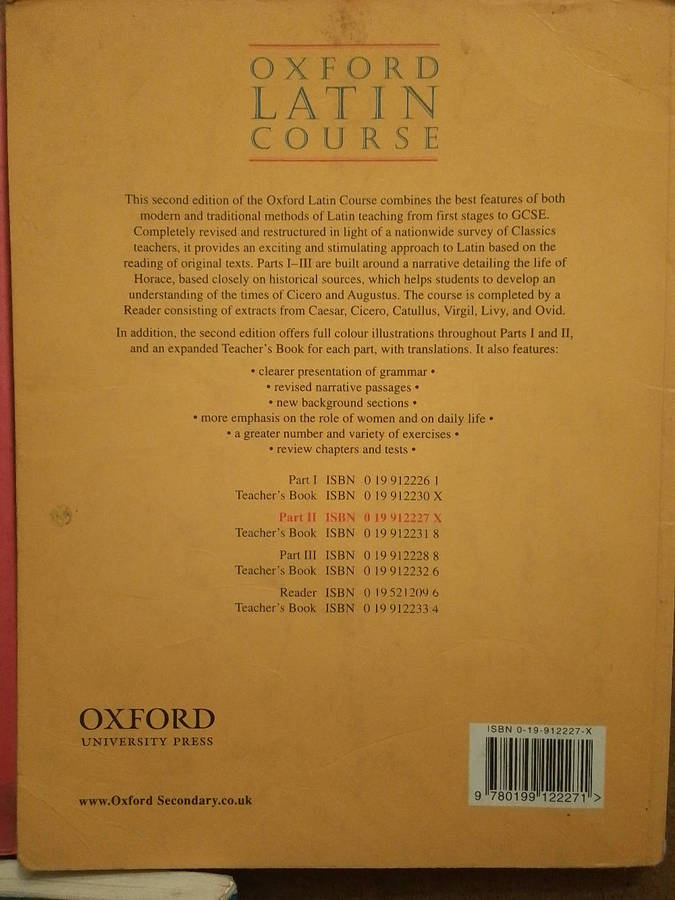 OXFORD
LATIN
COURSE
This second edition of the Oxford Latin Course combines the best features of both
modern and traditional methods of Latin teaching from first stages to GCSE.
Completely revised and restructured in light of a nationwide survey of Classics
teachers, it provides an exciting and stimulating approach to Latin based on the
reading of original texts. Parts I–III are built around a narrative detailing the life of
Horace, based closely on historical sources, which helps students to develop an
understanding of the times of Cicero and Augustus. The course is completed by a
Reader consisting of extracts from Caesar, Cicero, Catullus, Virgil, Livy, and Ovid.
In addition, the second edition offers full colour illustrations throughout Parts I and II,
and an expanded Teacher's Book for each part, with translations. It also features:
• clearer presentation of grammar •
• revised narrative passages •
• new background sections •
• more emphasis on the role of women and on daily life •
• a greater number and variety of exercises •
• review chapters and tests •
Part I ISBN 0 19 912226 1
Teacher's Book ISBN 0 19 912230 X
Part II ISBN 0 19 912227 X
Teacher's Book ISBN 0 19 912231 8
Part III ISBN 0 19 912228 8
Teacher's Book ISBN 0 19 912232 6
Reader ISBN 0 19 521209 6
Teacher's Book ISBN 0 19 912233 4
OXFORD
UNIVERSITY PRESS
www.Oxford Secondary.co.uk
ISBN 0-19-912227-X
9 780199 122271 >